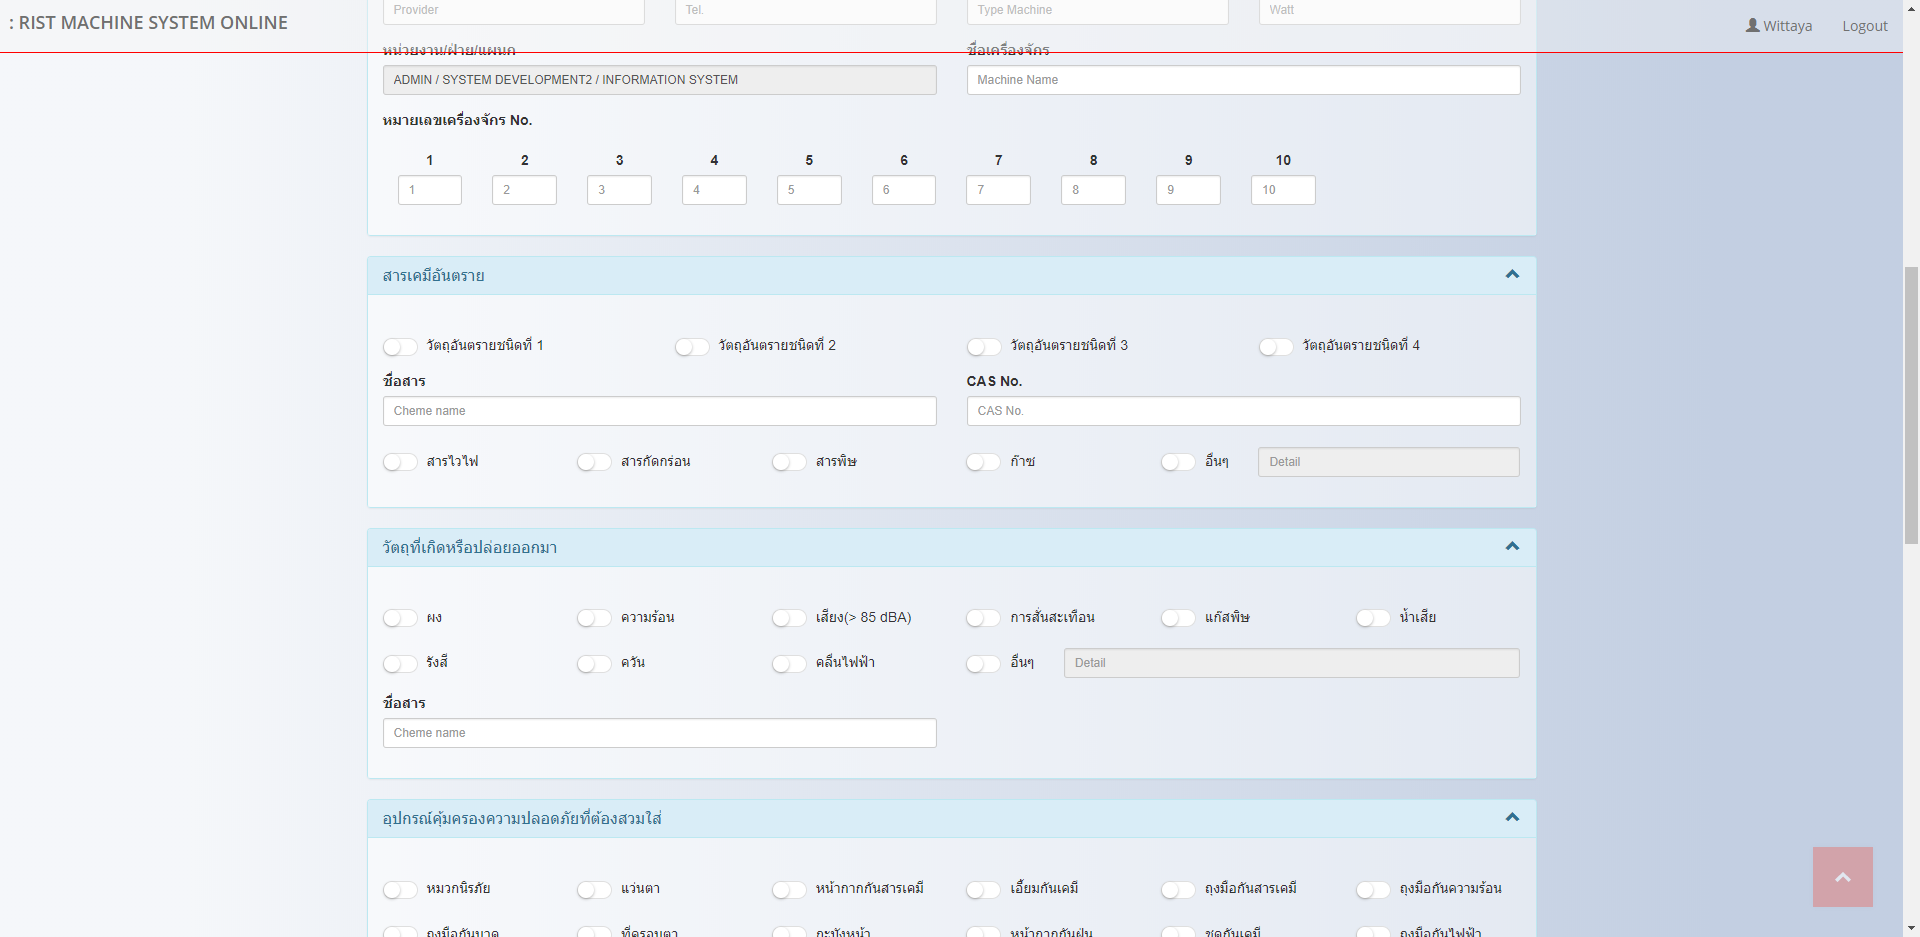 : RIST MACHINE SYSTEM ONLINE
Wittaya Logout
Provider Tel. Type Machine Watt
หน่วยงาน/ฝ่าย/แผนก ชื่อเครื่องจักร
ADMIN / SYSTEM DEVELOPMENT2 / INFORMATION SYSTEM Machine Name
หมายเลขเครื่องจักร No.
1 2 3 4 5 6 7 8 9 10
1 2 3 4 5 6 7 8 9 10
สารเคมีอันตราย
วัตถุอันตรายชนิดที่ 1 วัตถุอันตรายชนิดที่ 2 วัตถุอันตรายชนิดที่ 3 วัตถุอันตรายชนิดที่ 4
ชื่อสาร CAS No.
Cheme name CAS No.
สารไวไฟ สารกัดกร่อน สารพิษ ก๊าซ อื่นๆ Detail
วัตถุที่เกิดหรือปล่อยออกมา
ผง ความร้อน เสียง(> 85 dBA) การสั่นสะเทือน แก๊สพิษ น้ำเสีย
รังสี ควัน คลื่นไฟฟ้า อื่นๆ Detail
ชื่อสาร
Cheme name
อุปกรณ์คุ้มครองความปลอดภัยที่ต้องสวมใส่
หมวกนิรภัย แว่นตา หน้ากากกันสารเคมี เอี้ยมกันเคมี ถุงมือกันสารเคมี ถุงมือกันความร้อน
ถุงมือกันบาด ที่ครอบตา กะบังหน้า หน้ากากกันฝุ่น ชุดกันเคมี ถุงมือกันไฟฟ้า